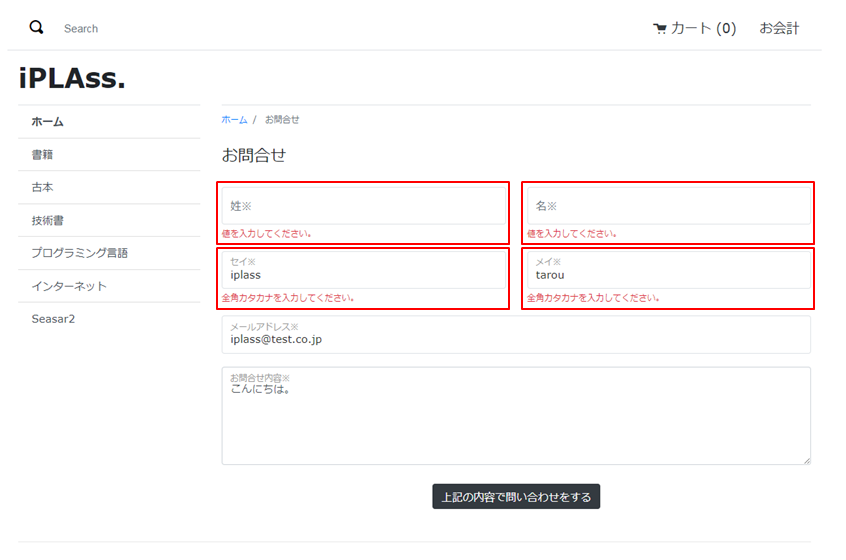 Search
カート (0)
お会計
iPLAss.
ホーム
書籍
古本
技術書
プログラミング言語
インターネット
Seasar2
ホーム / お問合せ
お問合せ
姓※
名※
値を入力してください。
値を入力してください。
セイ※
iplass
メイ※
tarou
全角カタカナを入力してください。
全角カタカナを入力してください。
メールアドレス※
iplass@test.co.jp
お問合せ内容※
こんにちは。
上記の内容で問い合わせをする